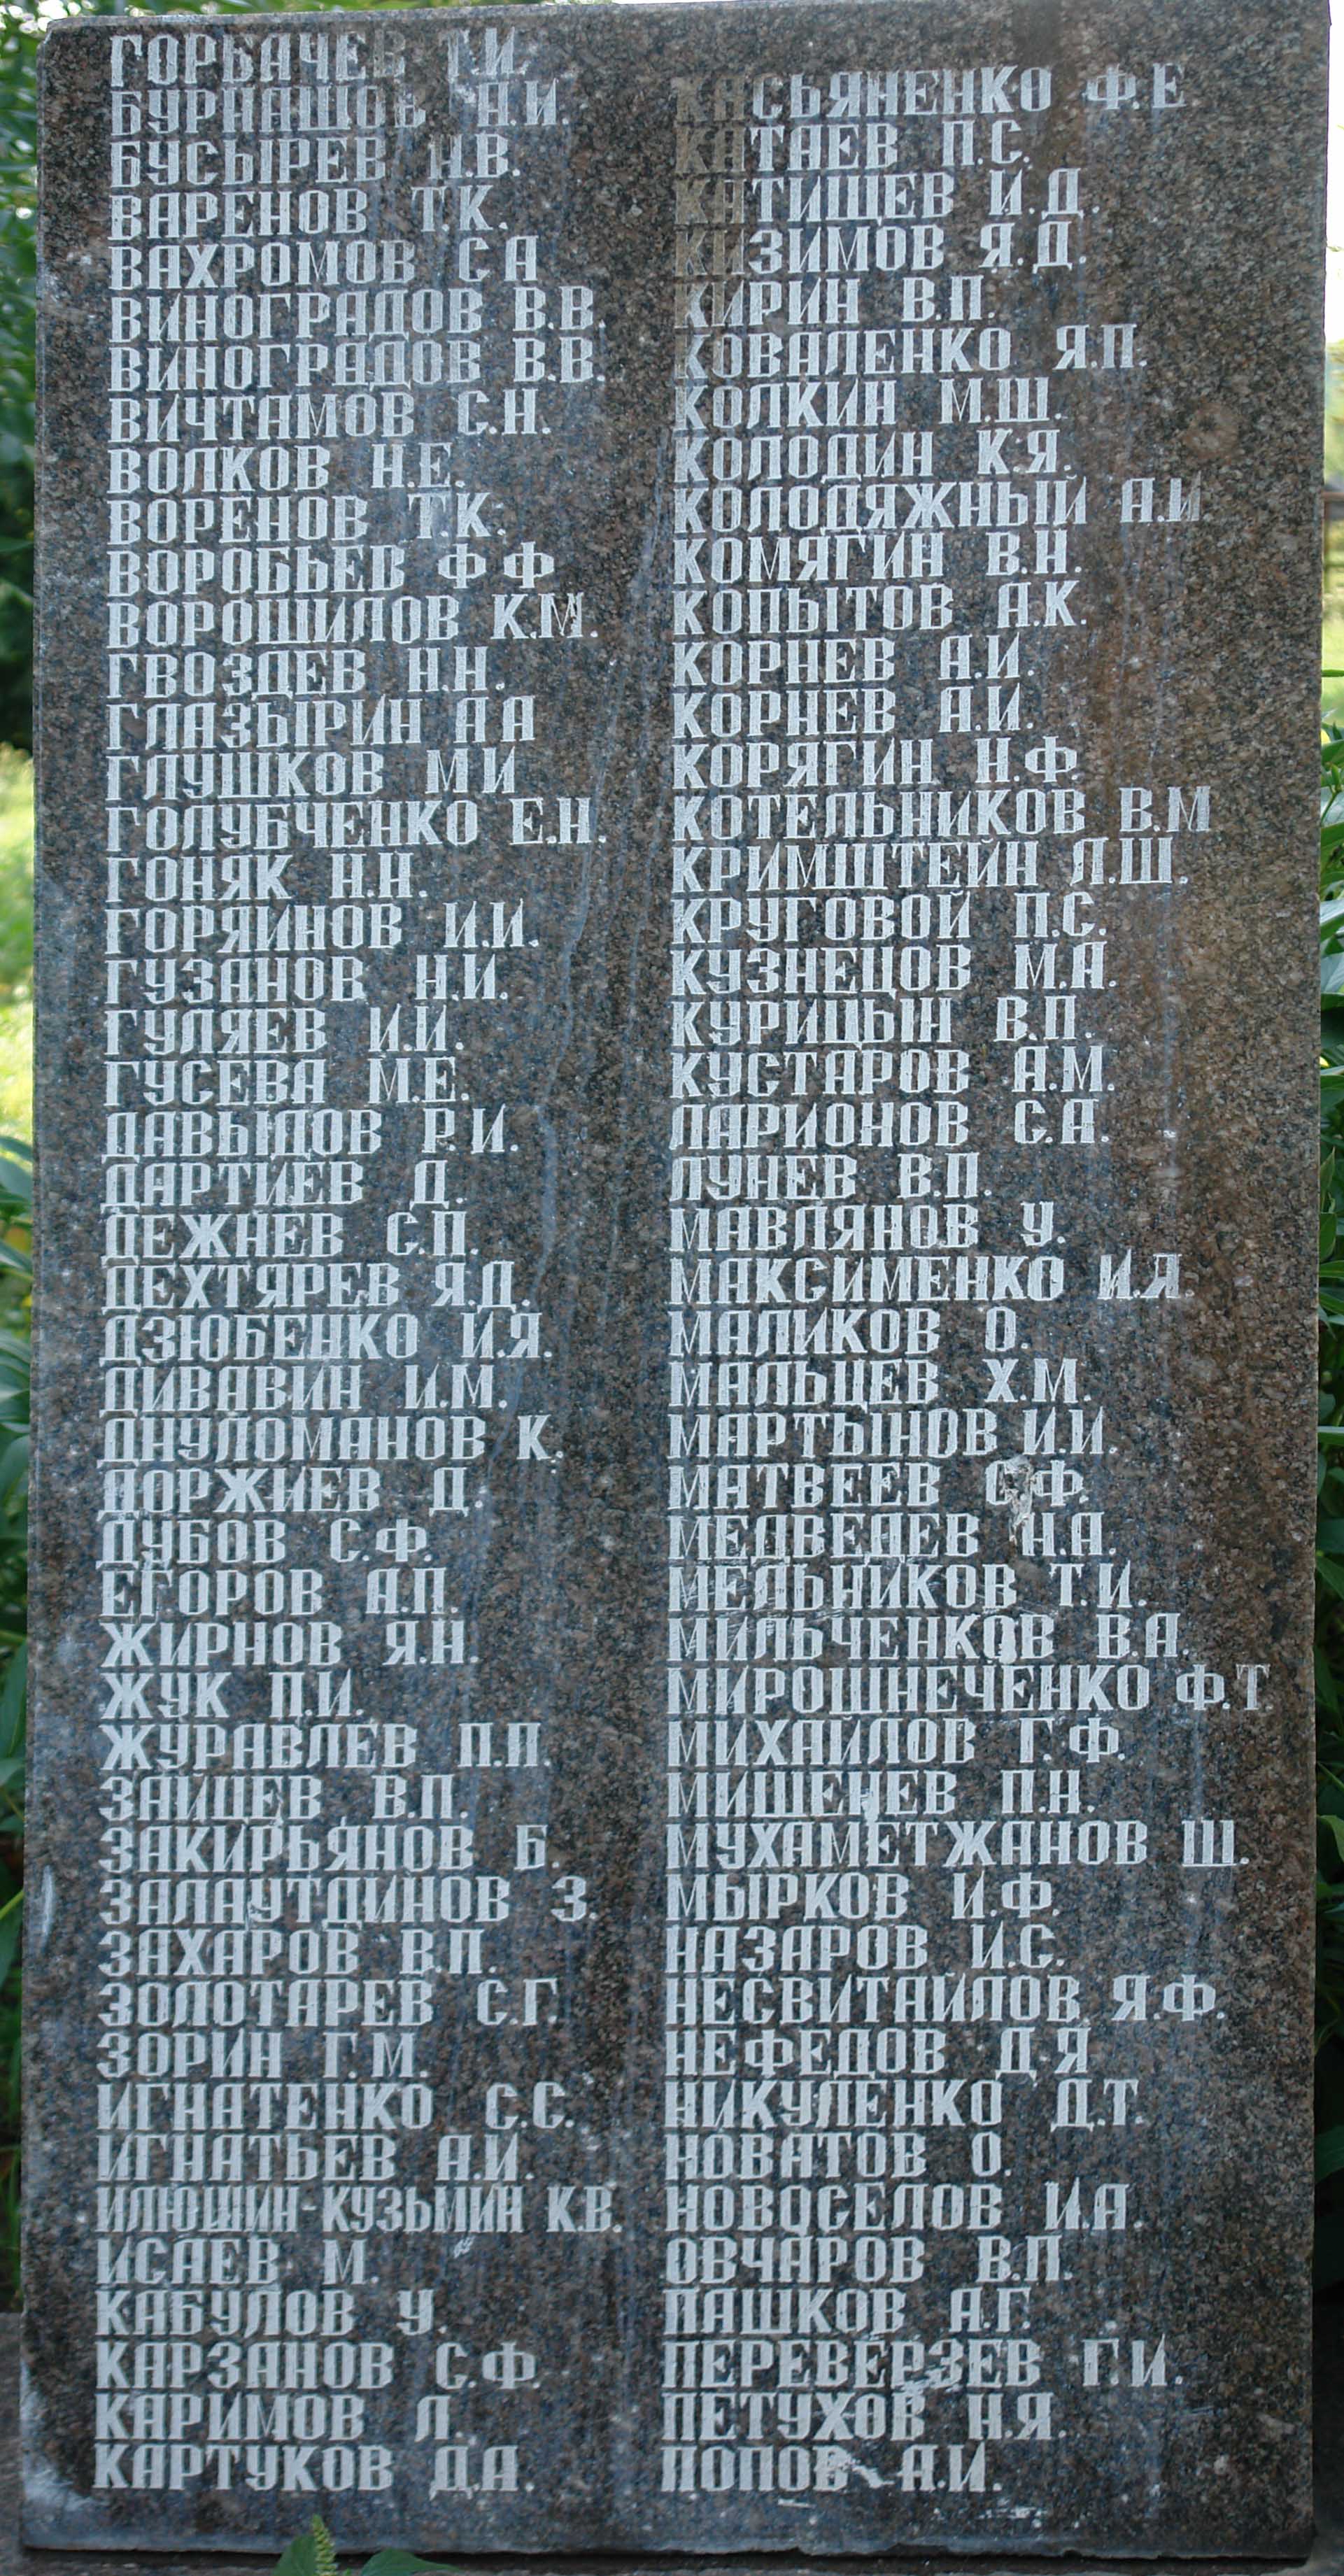 ГОРБАЧЕВ Т.И.
БУРНАШОВ Н.И.
БУСЫРЕВ Н.В.
ВАРЕНОВ Т.К.
ВАХРОМОВ С А
ВИНОГРАДОВ В.В.
ВИНОГРАДОВ В.В.
ВИЧТАМОВ С.Н.
ВОЛКОВ Н.Е.
ВОРЕНОВ Т.К.
ВОРОБЬЕВ Ф Ф
ВОРОШИЛОВ К.М.
ГВОЗДЕВ Н.Н.
ГЛАЗЫРИН А А
ГЛУШКОВ М И
ГОЛУБЧЕНКО Е.Н.
ГОНЯК Н.Н.
ГОРЯИНОВ И.И.
ГУЗАНОВ Н.И.
ГУЛЯЕВ И.И.
ГУСЕВА М.Е.
ДАВЫДОВ Р.И.
ДАРТИЕВ Д.
ДЕЖНЕВ С.П.
ДЕХТЯРЕВ Я.Д.
ДЗЮБЕНКО И.Я.
ДИВАВИН И.М.
ДНУЛОМАНОВ К.
ДОРЖИЕВ Д.
ДУБОВ С.Ф.
ЕГОРОВ А.П.
ЖИРНОВ Я.Н.
ЖУК П.И.
ЖУРАВЛЕВ П.П.
ЗАЙЦЕВ В.П.
ЗАКИРЬЯНОВ Б.
ЗАЛАУТДИНОВ З.
ЗАХАРОВ В.П.
ЗОЛОТАРЕВ С.Г.
ЗОРИН Г.М.
ИГНАТЕНКО С.С.
ИГНАТЬЕВ А.И.
ИЛЮШИН-КУЗЬМИН К.В.
ИСАЕВ М.
КАБУЛОВ У.
КАРЗАНОВ С.Ф.
КАРИМОВ Л.
КАРТУКОВ Д.А.
КАСЬЯНЕНКО Ф.Е
КАТАЕВ П.С.
КАТИЩЕВ И.Д.
КИЗИМОВ Я.Д.
КИРИН В.П.
КОВАЛЕНКО Я.П.
КОЛКИН М.Ш.
КОЛОДИН К.Я.
КОЛОДЯЖНЫЙ А.И
КОМЯГИН В.Н.
КОПЫТОВ А.К.
КОРНЕВ А.И.
КОРНЕВ А.И.
КОРЯГИН Н.Ф.
КОТЕЛЬНИКОВ В.М
КРИМШТЕЙН Л.Ш.
КРУГОВОЙ П.С.
КУЗНЕЦОВ М.А.
КУРИЦЫН В.П.
КУСТАРОВ А.М.
ЛАРИОНОВ С.А.
ЛУНЕВ В.П.
МАВЛЯНОВ У.
МАКСИМЕНКО И.Я.
МАЛИКОВ О.
МАЛЬЦЕВ Х.М.
МАРТЫНОВ И.И.
МАТВЕЕВ С.Ф.
МЕДВЕДЕВ Н.А.
МЕЛЬНИКОВ Т.И.
МИЛЬЧЕНКОВ В.А.
МИРОШНЕЧЕНКО Ф.Т.
МИХАЙЛОВ Г.Ф.
МИШЕНЕВ П.Н.
МУХАМЕТЖАНОВ Ш.
МЫРКОВ И.Ф.
НАЗАРОВ И.С.
НЕСВИТАЙЛОВ Я.Ф.
НЕФЕДОВ Д.Я
НИКУЛЕНКО Д.Т.
НОВАТОВ О.
НОВОСЕЛОВ И.А.
ОВЧАРОВ В.П.
ПАШКОВ А.Г.
ПЕРЕВЕРЗЕВ Г.И.
ПЕТУХОВ Н.Я.
ПОПОВ А.И.